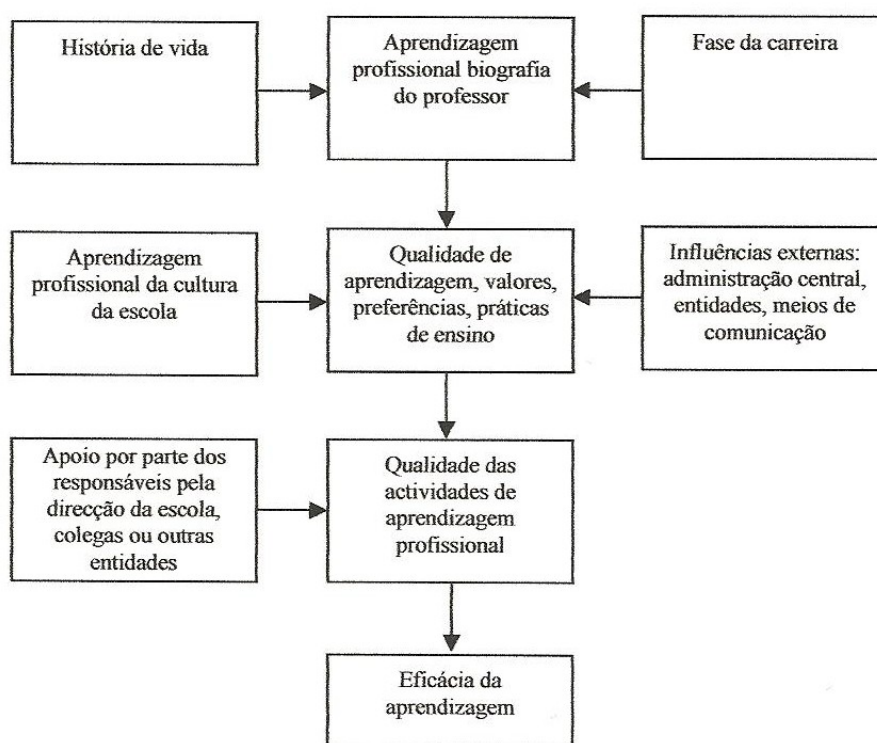 História de vida
Aprendizagem
profissional biografia
do professor
Fase da carreira
Aprendizagem
profissional da cultura
da escola
Qualidade de
aprendizagem, valores,
preferências, práticas
de ensino
Influências externas:
administração central,
entidades, meios de
comunicação
Apoio por parte dos
responsáveis pela
direcção da escola,
colegas ou outras
entidades
Qualidade das
actividades de
aprendizagem
profissional
Eficácia da
aprendizagem